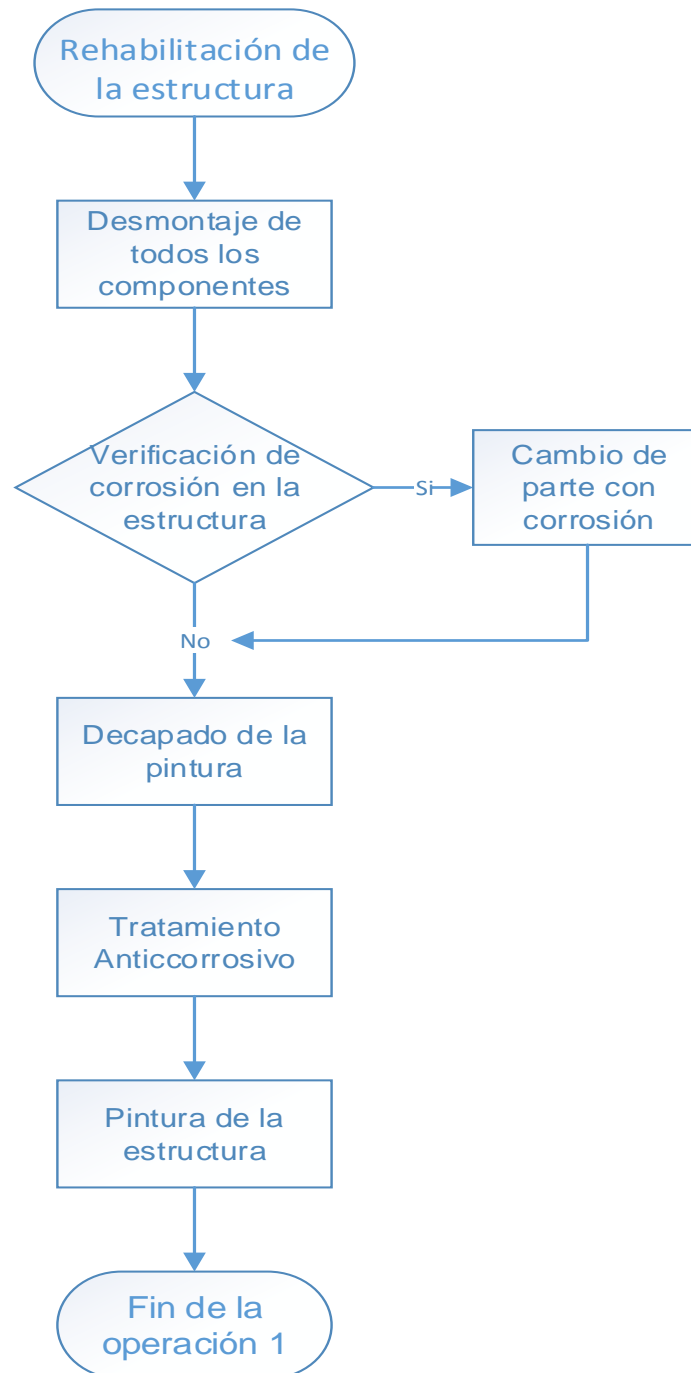 Rehabilitación de
la estructura
Desmontaje de
todos los
componentes
Verificación de
corrosión en la
estructura
Si
Cambio de
parte con
corrosión
No
Decapado de la
pintura
Tratamiento
Anticcorrosivo
Pintura de la
estructura
Fin de la
operación 1